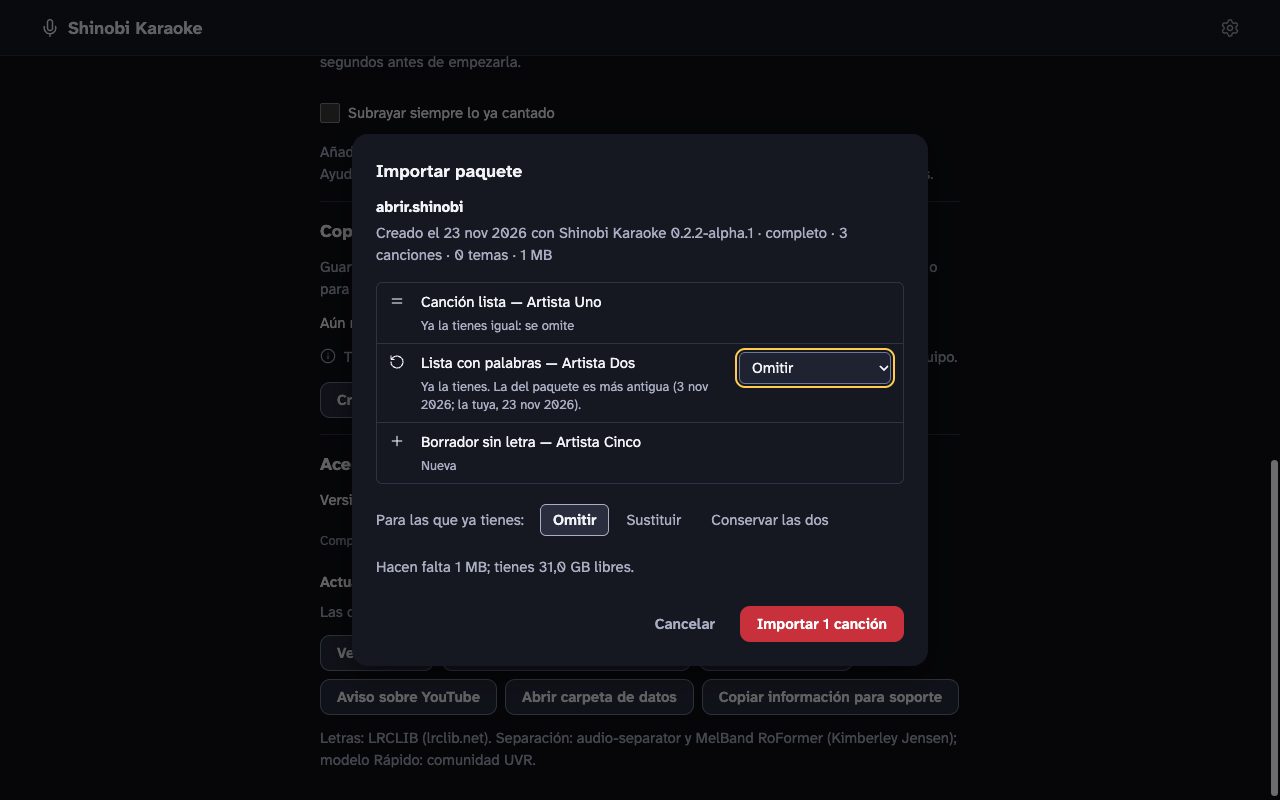 Shinobi Karaoke
segundos antes de empezarla.
Subrayar siempre lo ya cantado
Importar paquete
abrir.shinobi
Creado el 23 nov 2026 con Shinobi Karaoke 0.2.2-alpha.1 · completo · 3
canciones · 0 temas · 1 MB
Canción lista — Artista Uno
Ya la tienes igual: se omite
Lista con palabras — Artista Dos
Omitir
Ya la tienes. La del paquete es más antigua (3 nov
2026; la tuya, 23 nov 2026).
Borrador sin letra — Artista Cinco
Nueva
Para las que ya tienes: Omitir Sustituir Conservar las dos
Hacen falta 1 MB; tienes 31,0 GB libres.
Cancelar Importar 1 canción
para
Aviso sobre YouTube Abrir carpeta de datos Copiar información para soporte
Letras: LRCLIB (lrclib.net). Separación: audio-separator y MelBand RoFormer (Kimberley Jensen);
modelo Rápido: comunidad UVR.